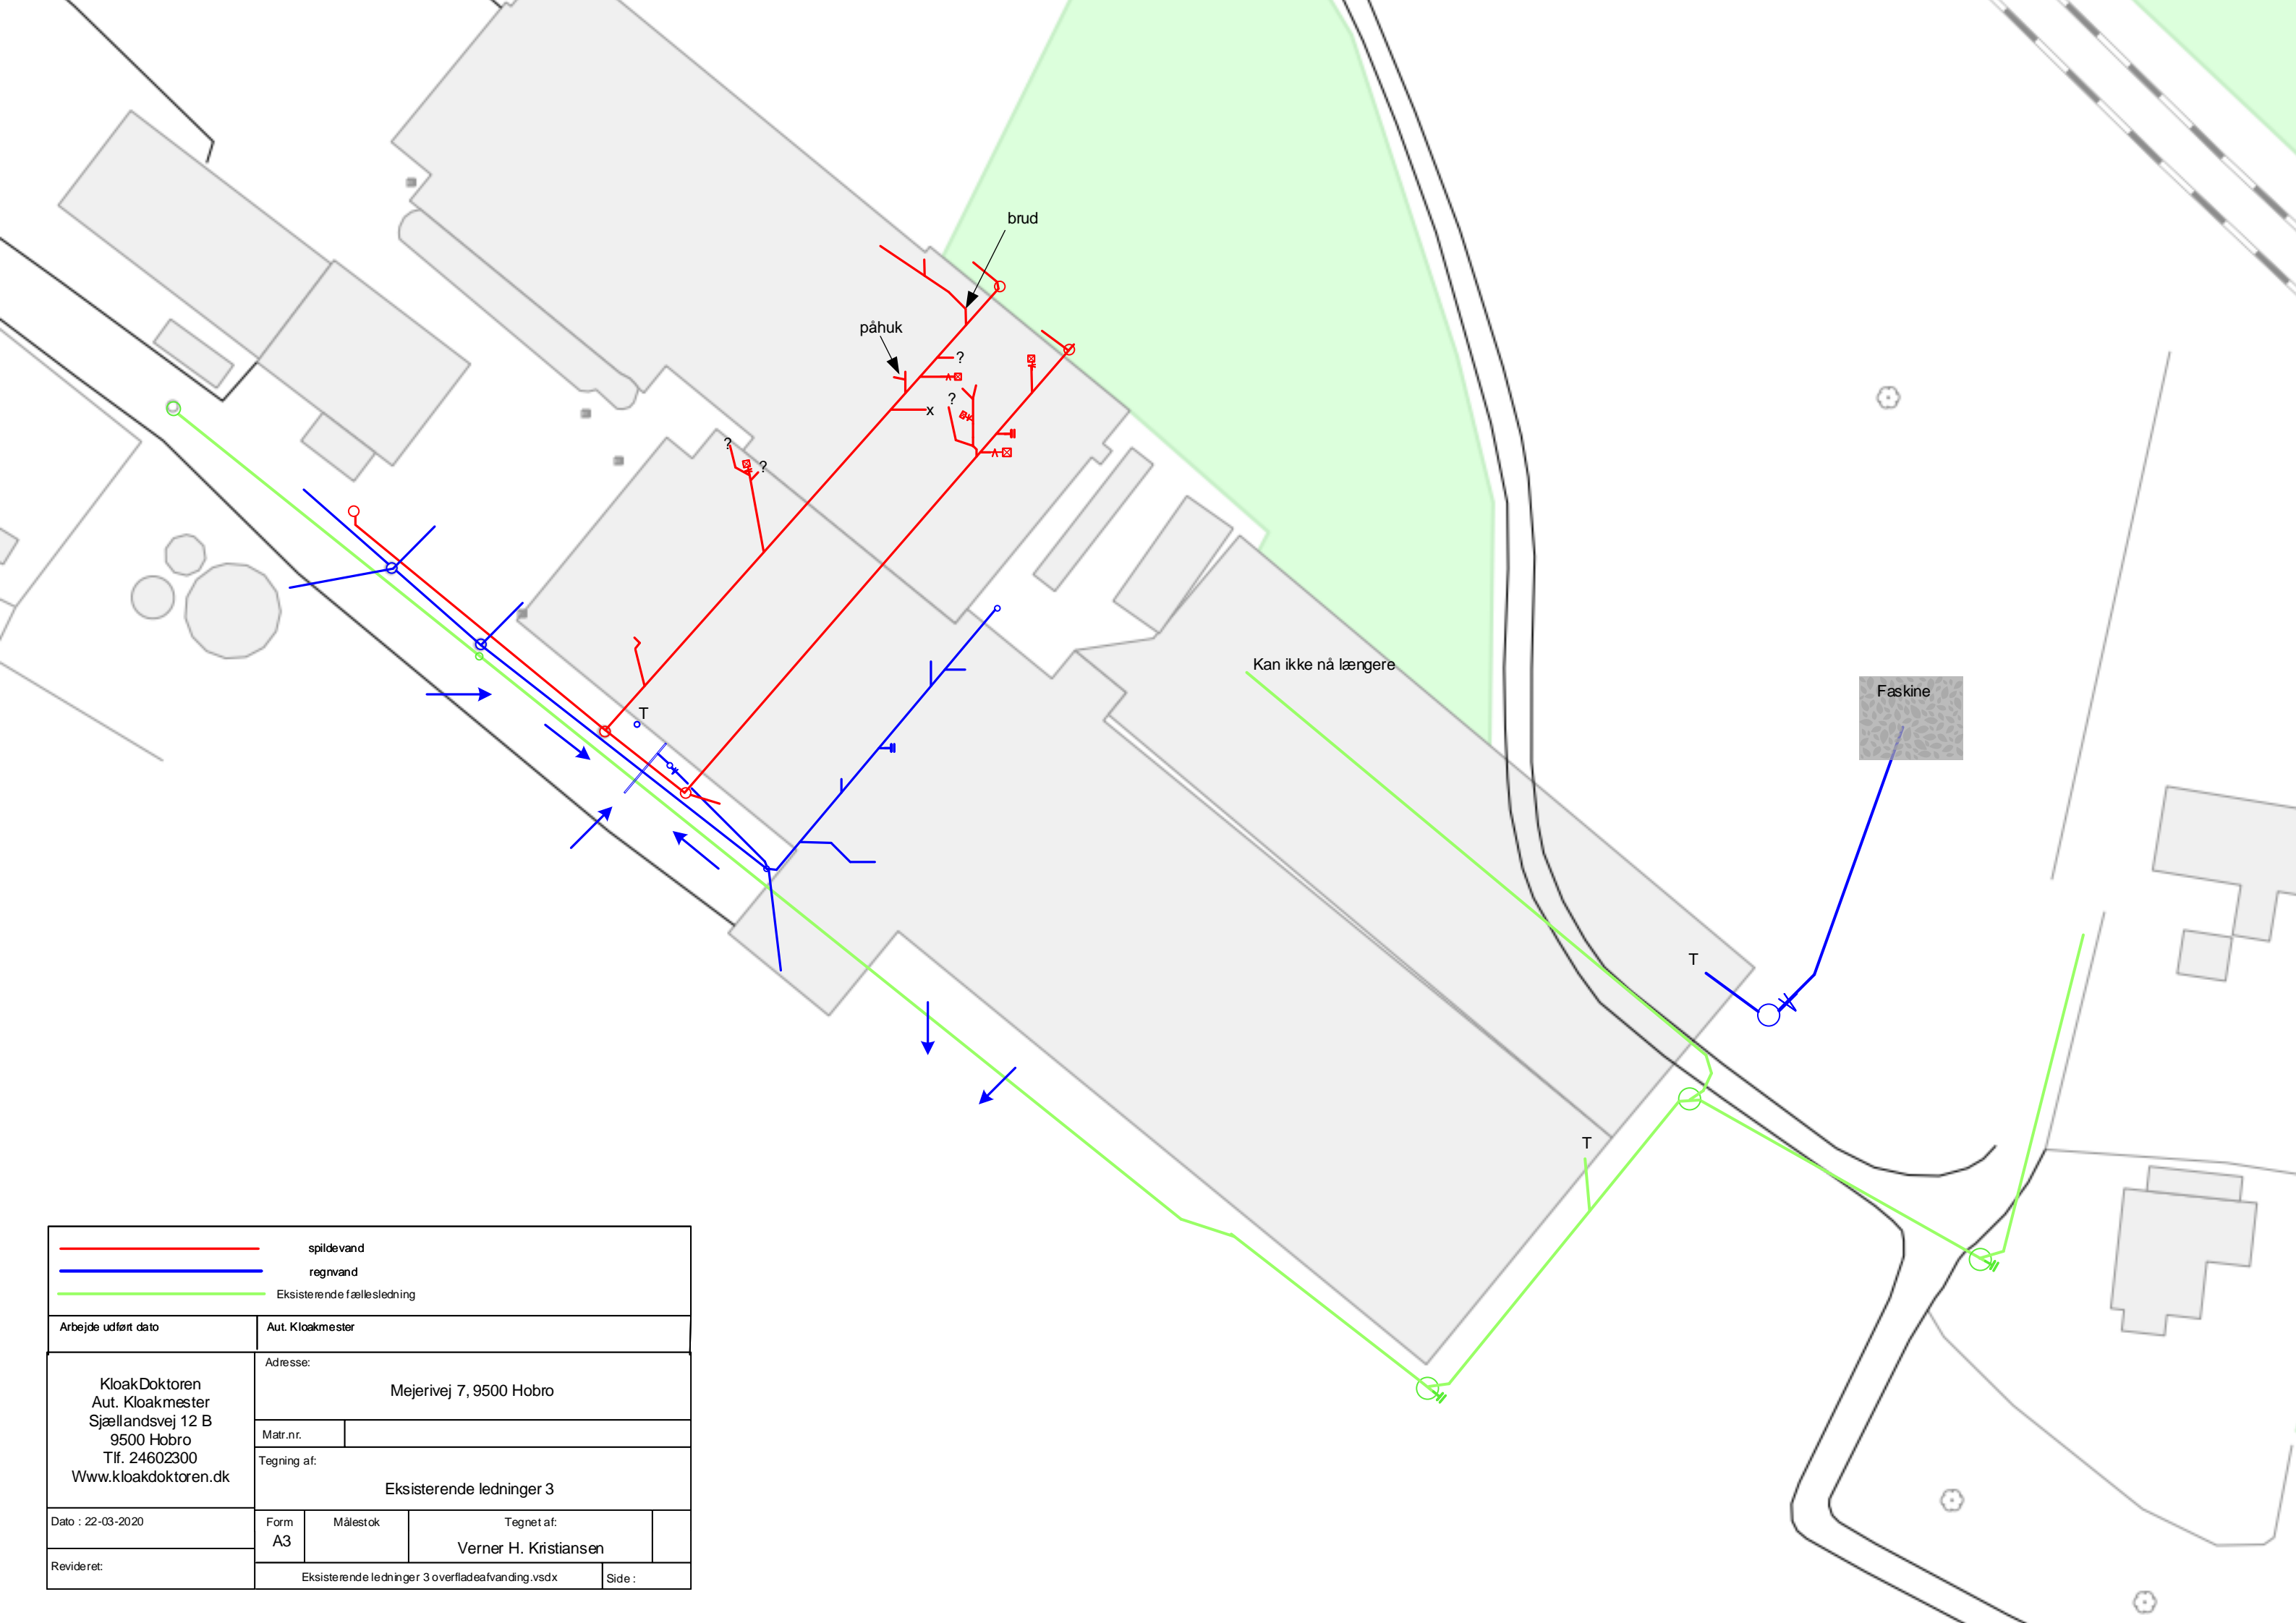 brud
påhuk
?
?
x
?
?
T
Kan ikke nå længere
Faskine
T
T
spildevand
regnvand
Eksisterende fællesledning
Arbejde udført dato
Aut. Kloakmester
KloakDoktoren
Aut. Kloakmester
Sjællandsvej 12 B
9500 Hobro
Tlf. 24602300
Www.kloakdoktoren.dk
Adresse:
Mejerivej 7, 9500 Hobro
Matr.nr.
Tegning af:
Eksisterende ledninger 3
Dato : 22-03-2020
Form
A3
Målestok
Tegnet af:
Verner H. Kristiansen
Revideret:
Eksisterende ledninger 3 overfladeafvanding.vsdx
Side :